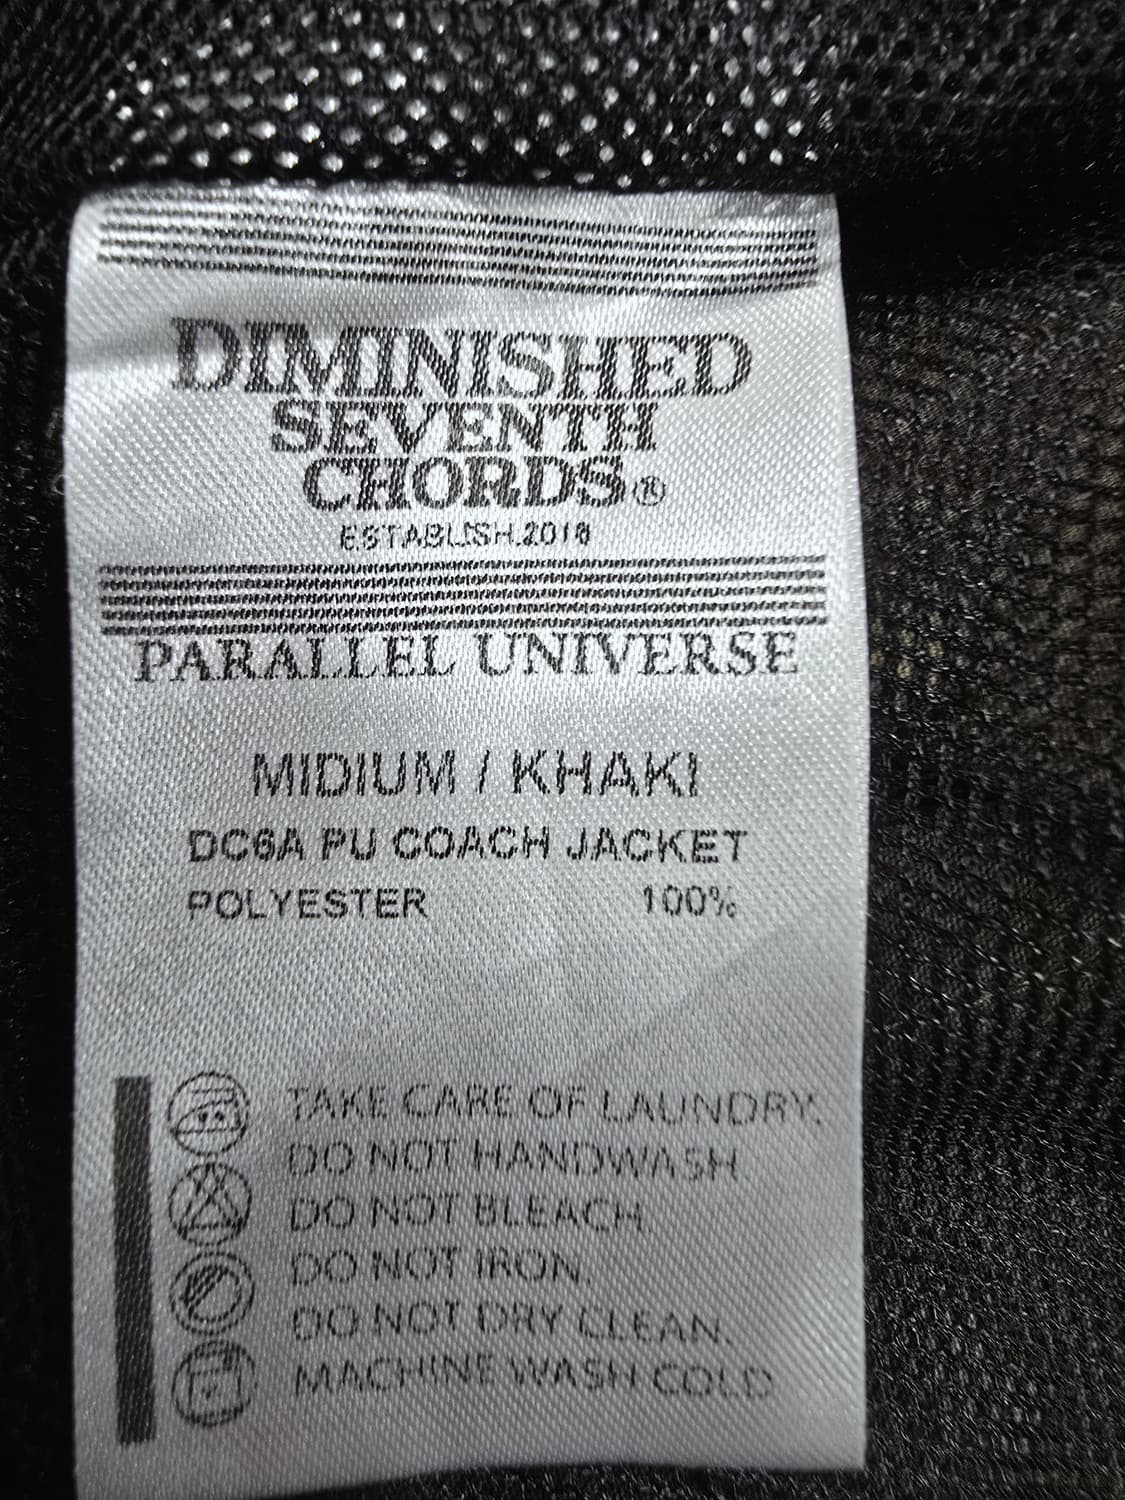 DIMINISHED
SEVENTH
CHORDS®
ESTABLISH.2018
PARALLEL UNIVERSE
MIDIUM / KHAKI
DC6A PU COACH JACKET
POLYESTER 100%
TAKE CARE OF LAUNDRY.
DO NOT HANDWASH
DO NOT BLEACH
DO NOT IRON.
DO NOT DRY CLEAN.
MACHINE WASH COLD